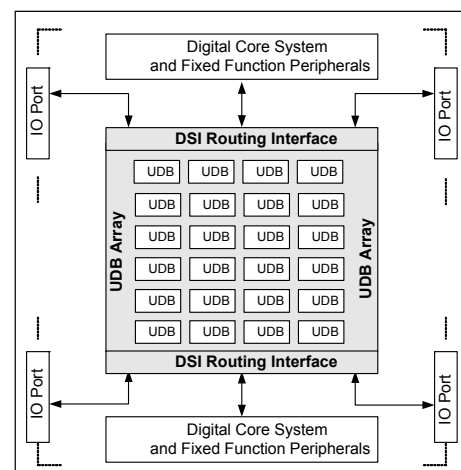 Digital Core System
and Fixed Function Peripherals
IO Port
IO Port
DSI Routing Interface
UDB UDB UDB UDB
UDB UDB UDB UDB
UDB UDB UDB UDB
UDB UDB UDB UDB
UDB UDB UDB UDB
UDB UDB UDB UDB
UDB Array
UDB Array
DSI Routing Interface
IO Port
IO Port
Digital Core System
and Fixed Function Peripherals